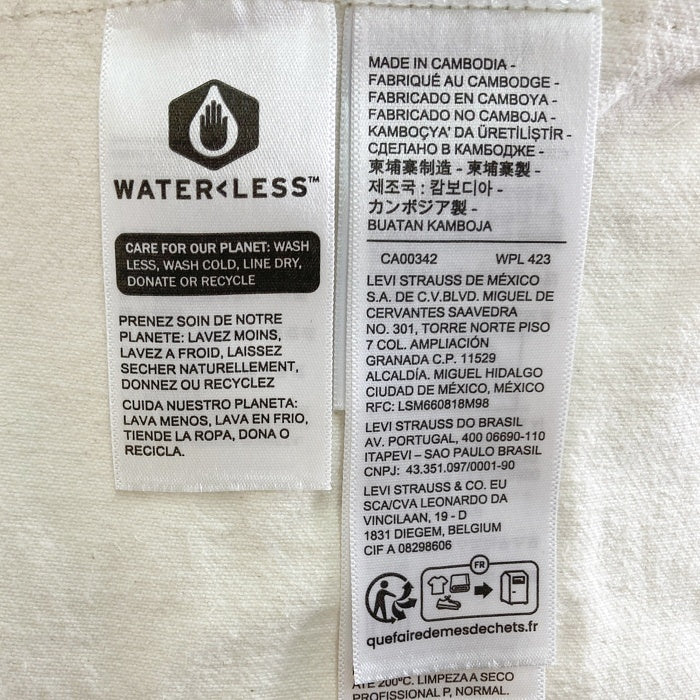 WATER<LESS™
CARE FOR OUR PLANET: WASH
LESS, WASH COLD, LINE DRY,
DONATE OR RECYCLE
PRENEZ SOIN DE NOTRE
PLANETE: LAVEZ MOINS,
LAVEZ A FROID, LAISSEZ
SECHER NATURELLEMENT,
DONNEZ OU RECYCLEZ
CUIDA NUESTRO PLANETA:
LAVA MENOS, LAVA EN FRIO,
TIENDE LA ROPA, DONA O
RECICLA.
MADE IN CAMBODIA -
FABRIQUÉ AU CAMBODGE -
FABRICADO EN CAMBOYA -
FABRICADO NO CAMBOJA -
KAMBOÇYA' DA ÜRETİLİŞTİR -
СДЕЛАНО В КАМБОДЖЕ -
柬埔寨制造 - 柬埔寨製 -
제조국 : 캄보디아 -
カンボジア製 -
BUATAN KAMBOJA
CA00342 WPL 423
LEVI STRAUSS DE MÉXICO
S.A. DE C.V.BLVD. MIGUEL DE
CERVANTES SAAVEDRA
NO. 301, TORRE NORTE PISO
7 COL. AMPLIACIÓN
GRANADA C.P. 11529
ALCALDÍA. MIGUEL HIDALGO
CIUDAD DE MÉXICO, MÉXICO
RFC: LSM660818M98
LEVI STRAUSS DO BRASIL
AV. PORTUGAL, 400 06690-110
ITAPEVI – SAO PAULO BRASIL
CNPJ: 43.351.097/0001-90
LEVI STRAUSS & CO. EU
SCA/CVA LEONARDO DA
VINCILAAN, 19 - D
1831 DIEGEM, BELGIUM
CIF A 08298606
FR
quefairedemesdechets.fr
ATÉ 200°C. LIMPEZA A SECO
PROFISSIONAL P, NORMAL.